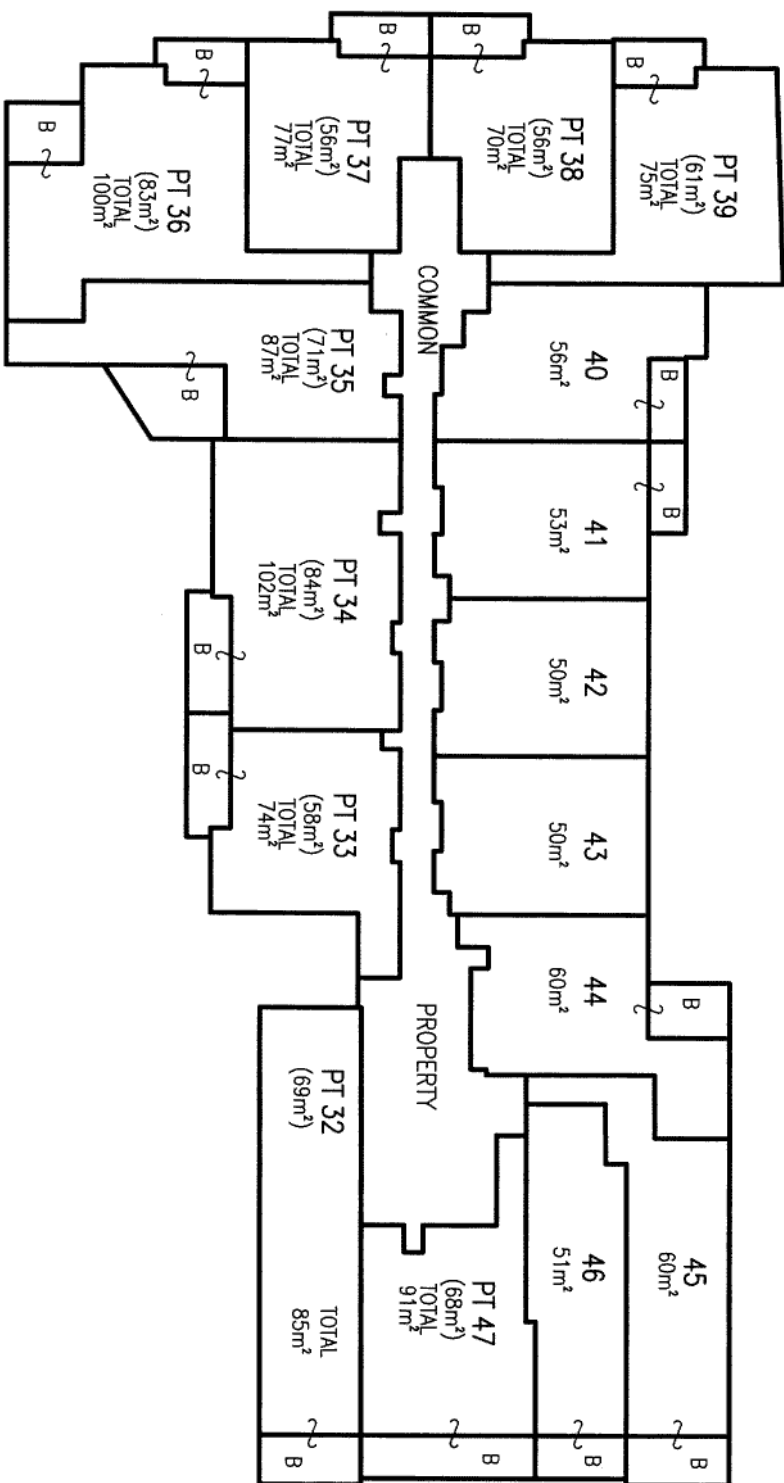 B
B
B
B
B
PT 36
(83m²)
TOTAL
100m²
PT 37
(56m²)
TOTAL
77m²
PT 38
(56m²)
TOTAL
70m²
PT 39
(61m²)
TOTAL
75m²
COMMON
PT 35
(71m²)
TOTAL
87m²
B
40
56m²
B
B
41
53m²
PT 34
(84m²)
TOTAL
102m²
B
42
50m²
PT 33
(58m²)
TOTAL
74m²
B
43
50m²
44
60m²
B
PROPERTY
PT 32
(69m²)
TOTAL
85m²
B
PT 47
(68m²)
TOTAL
91m²
B
46
51m²
B
45
60m²
B